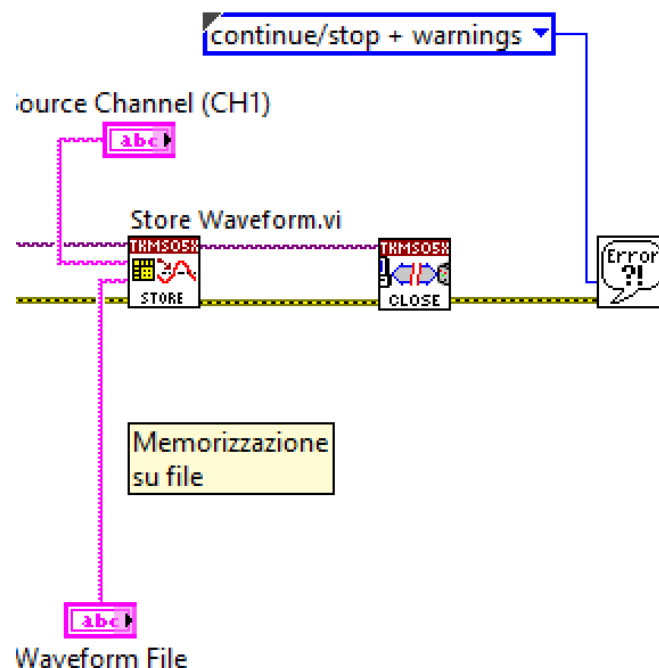 continue/stop + warnings
Source Channel (CH1)
abc
Store Waveform.vi
TKMSO5X
STORE
TKMSO5X
CLOSE
Error
?!
Memorizzazione
su file
abc
Waveform File